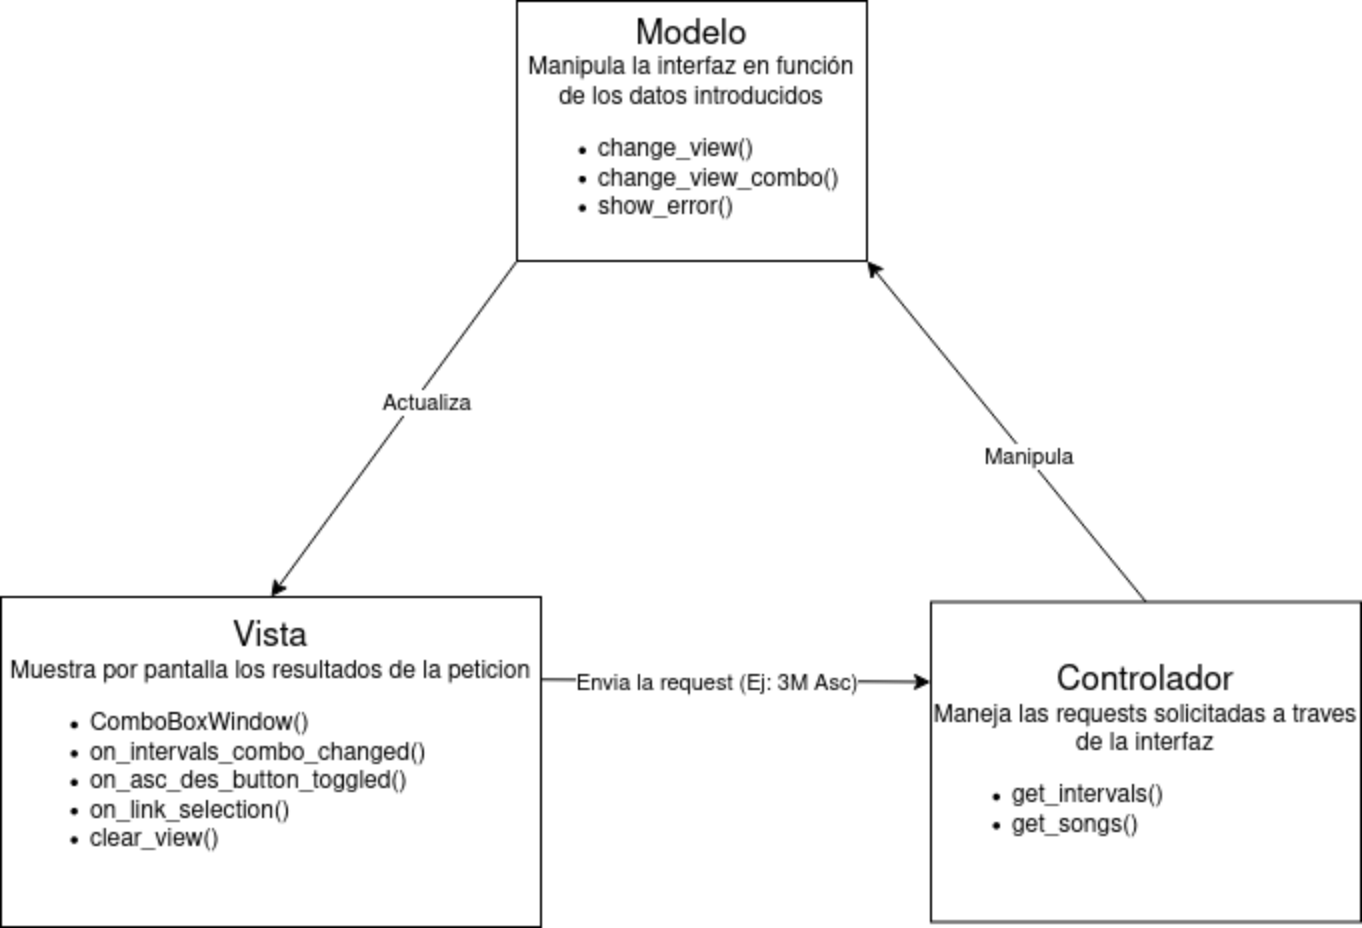 Modelo
Manipula la interfaz en función
de los datos introducidos
• change_view()
• change_view_combo()
• show_error()
Actualiza
Manipula
Vista
Muestra por pantalla los resultados de la peticion
• ComboBoxWindow()
• on_intervals_combo_changed()
• on_asc_des_button_toggled()
• on_link_selection()
• clear_view()
Envia la request (Ej: 3M Asc)
Controlador
Maneja las requests solicitadas a traves
de la interfaz
• get_intervals()
• get_songs()